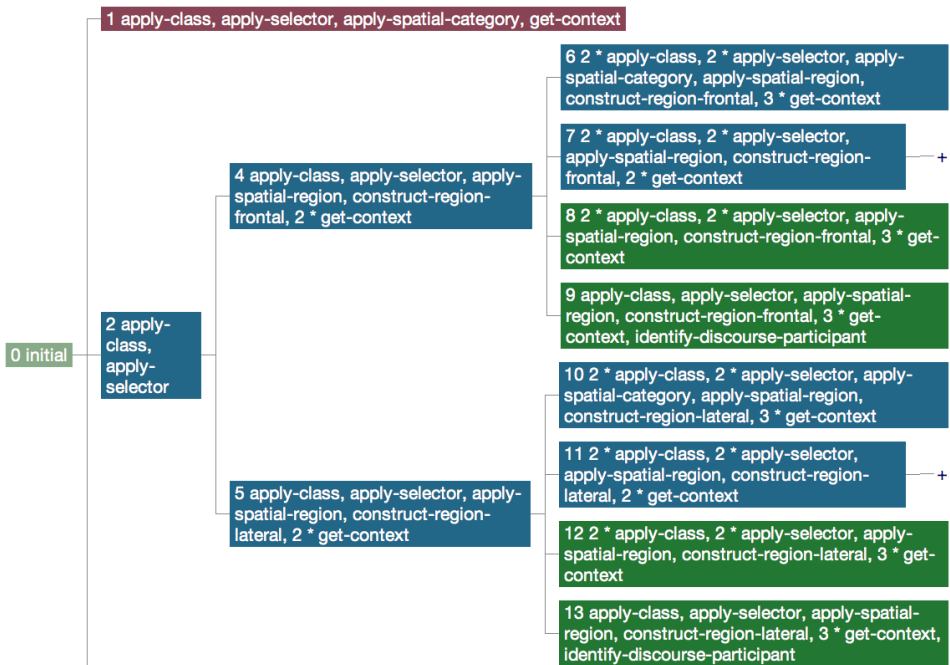 1 apply-class, apply-selector, apply-spatial-category, get-context
6 2 * apply-class, 2 * apply-selector, apply-
spatial-category, apply-spatial-region,
construct-region-frontal, 3 * get-context
7 2 * apply-class, 2 * apply-selector,
apply-spatial-region, construct-region-
frontal, 2 * get-context
+
4 apply-class, apply-selector, apply-
spatial-region, construct-region-
frontal, 2 * get-context
8 2 * apply-class, 2 * apply-selector, apply-
spatial-region, construct-region-frontal, 3 * get-
context
9 apply-class, apply-selector, apply-spatial-
region, construct-region-frontal, 3 * get-
context, identify-discourse-participant
0 initial
2 apply-
class,
apply-
selector
10 2 * apply-class, 2 * apply-selector, apply-
spatial-category, apply-spatial-region,
construct-region-lateral, 3 * get-context
11 2 * apply-class, 2 * apply-selector,
apply-spatial-region, construct-region-
lateral, 2 * get-context
+
5 apply-class, apply-selector, apply-
spatial-region, construct-region-
lateral, 2 * get-context
12 2 * apply-class, 2 * apply-selector, apply-
spatial-region, construct-region-lateral, 3 * get-
context
13 apply-class, apply-selector, apply-spatial-
region, construct-region-lateral, 3 * get-context,
identify-discourse-participant